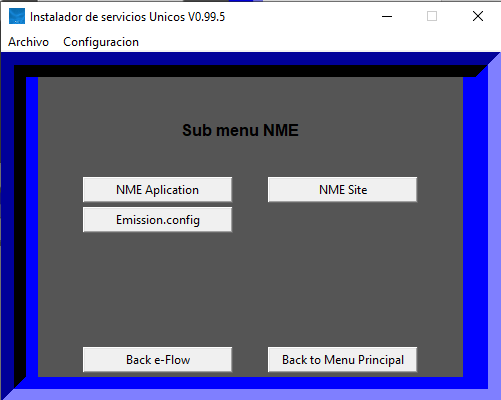 Instalador de servicios Unicos V0.99.5
Archivo Configuracion
Sub menu NME
NME Aplication NME Site
Emission.config
Back e-Flow Back to Menu Principal